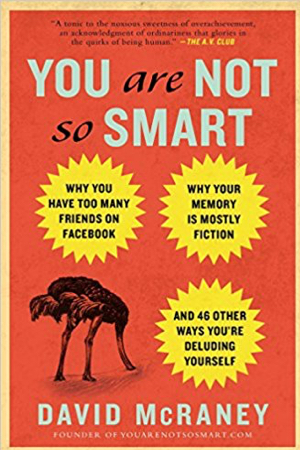 "A tonic to the noxious sweetness of overachievement,
an acknowledgment of ordinariness that glories in
the quirks of being human." —THE A.V. CLUB
YOU are NOT
so SMART
WHY YOU
HAVE TOO MANY
FRIENDS ON
FACEBOOK
WHY YOUR
MEMORY
IS MOSTLY
FICTION
AND 46 OTHER
WAYS YOU'RE
DELUDING
YOURSELF
DAVID McRANEY
FOUNDER OF YOUARENOTSOSMART.COM